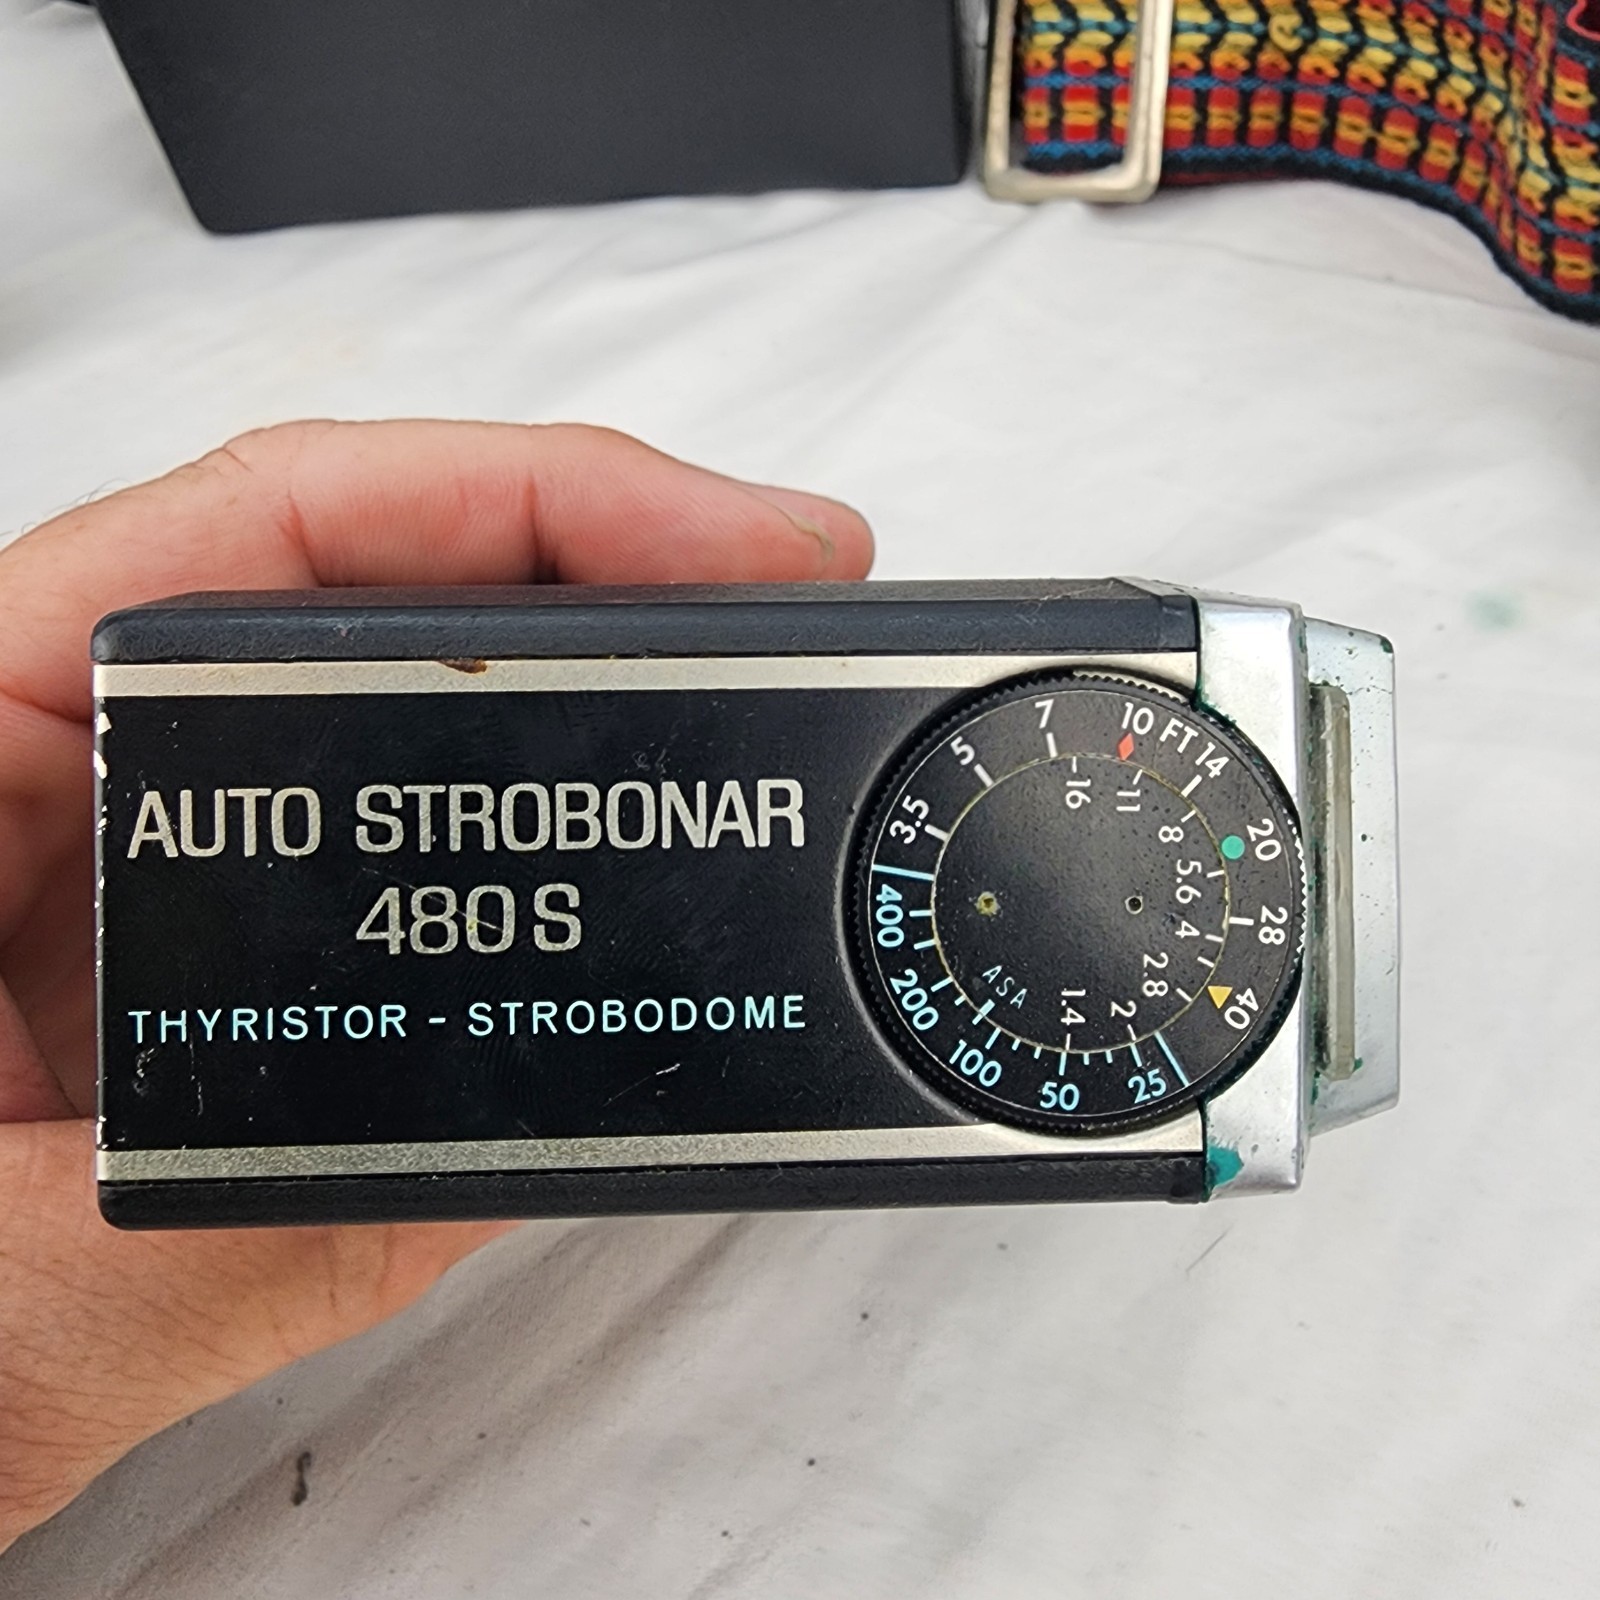 AUTO STROBONAR
480 S
THYRISTOR - STROBODOME
3.5 5 7 10 FT 14 20 28 40
16 11 8 5.6 4 2.8 2 1.4
ASA
400 200 100 50 25